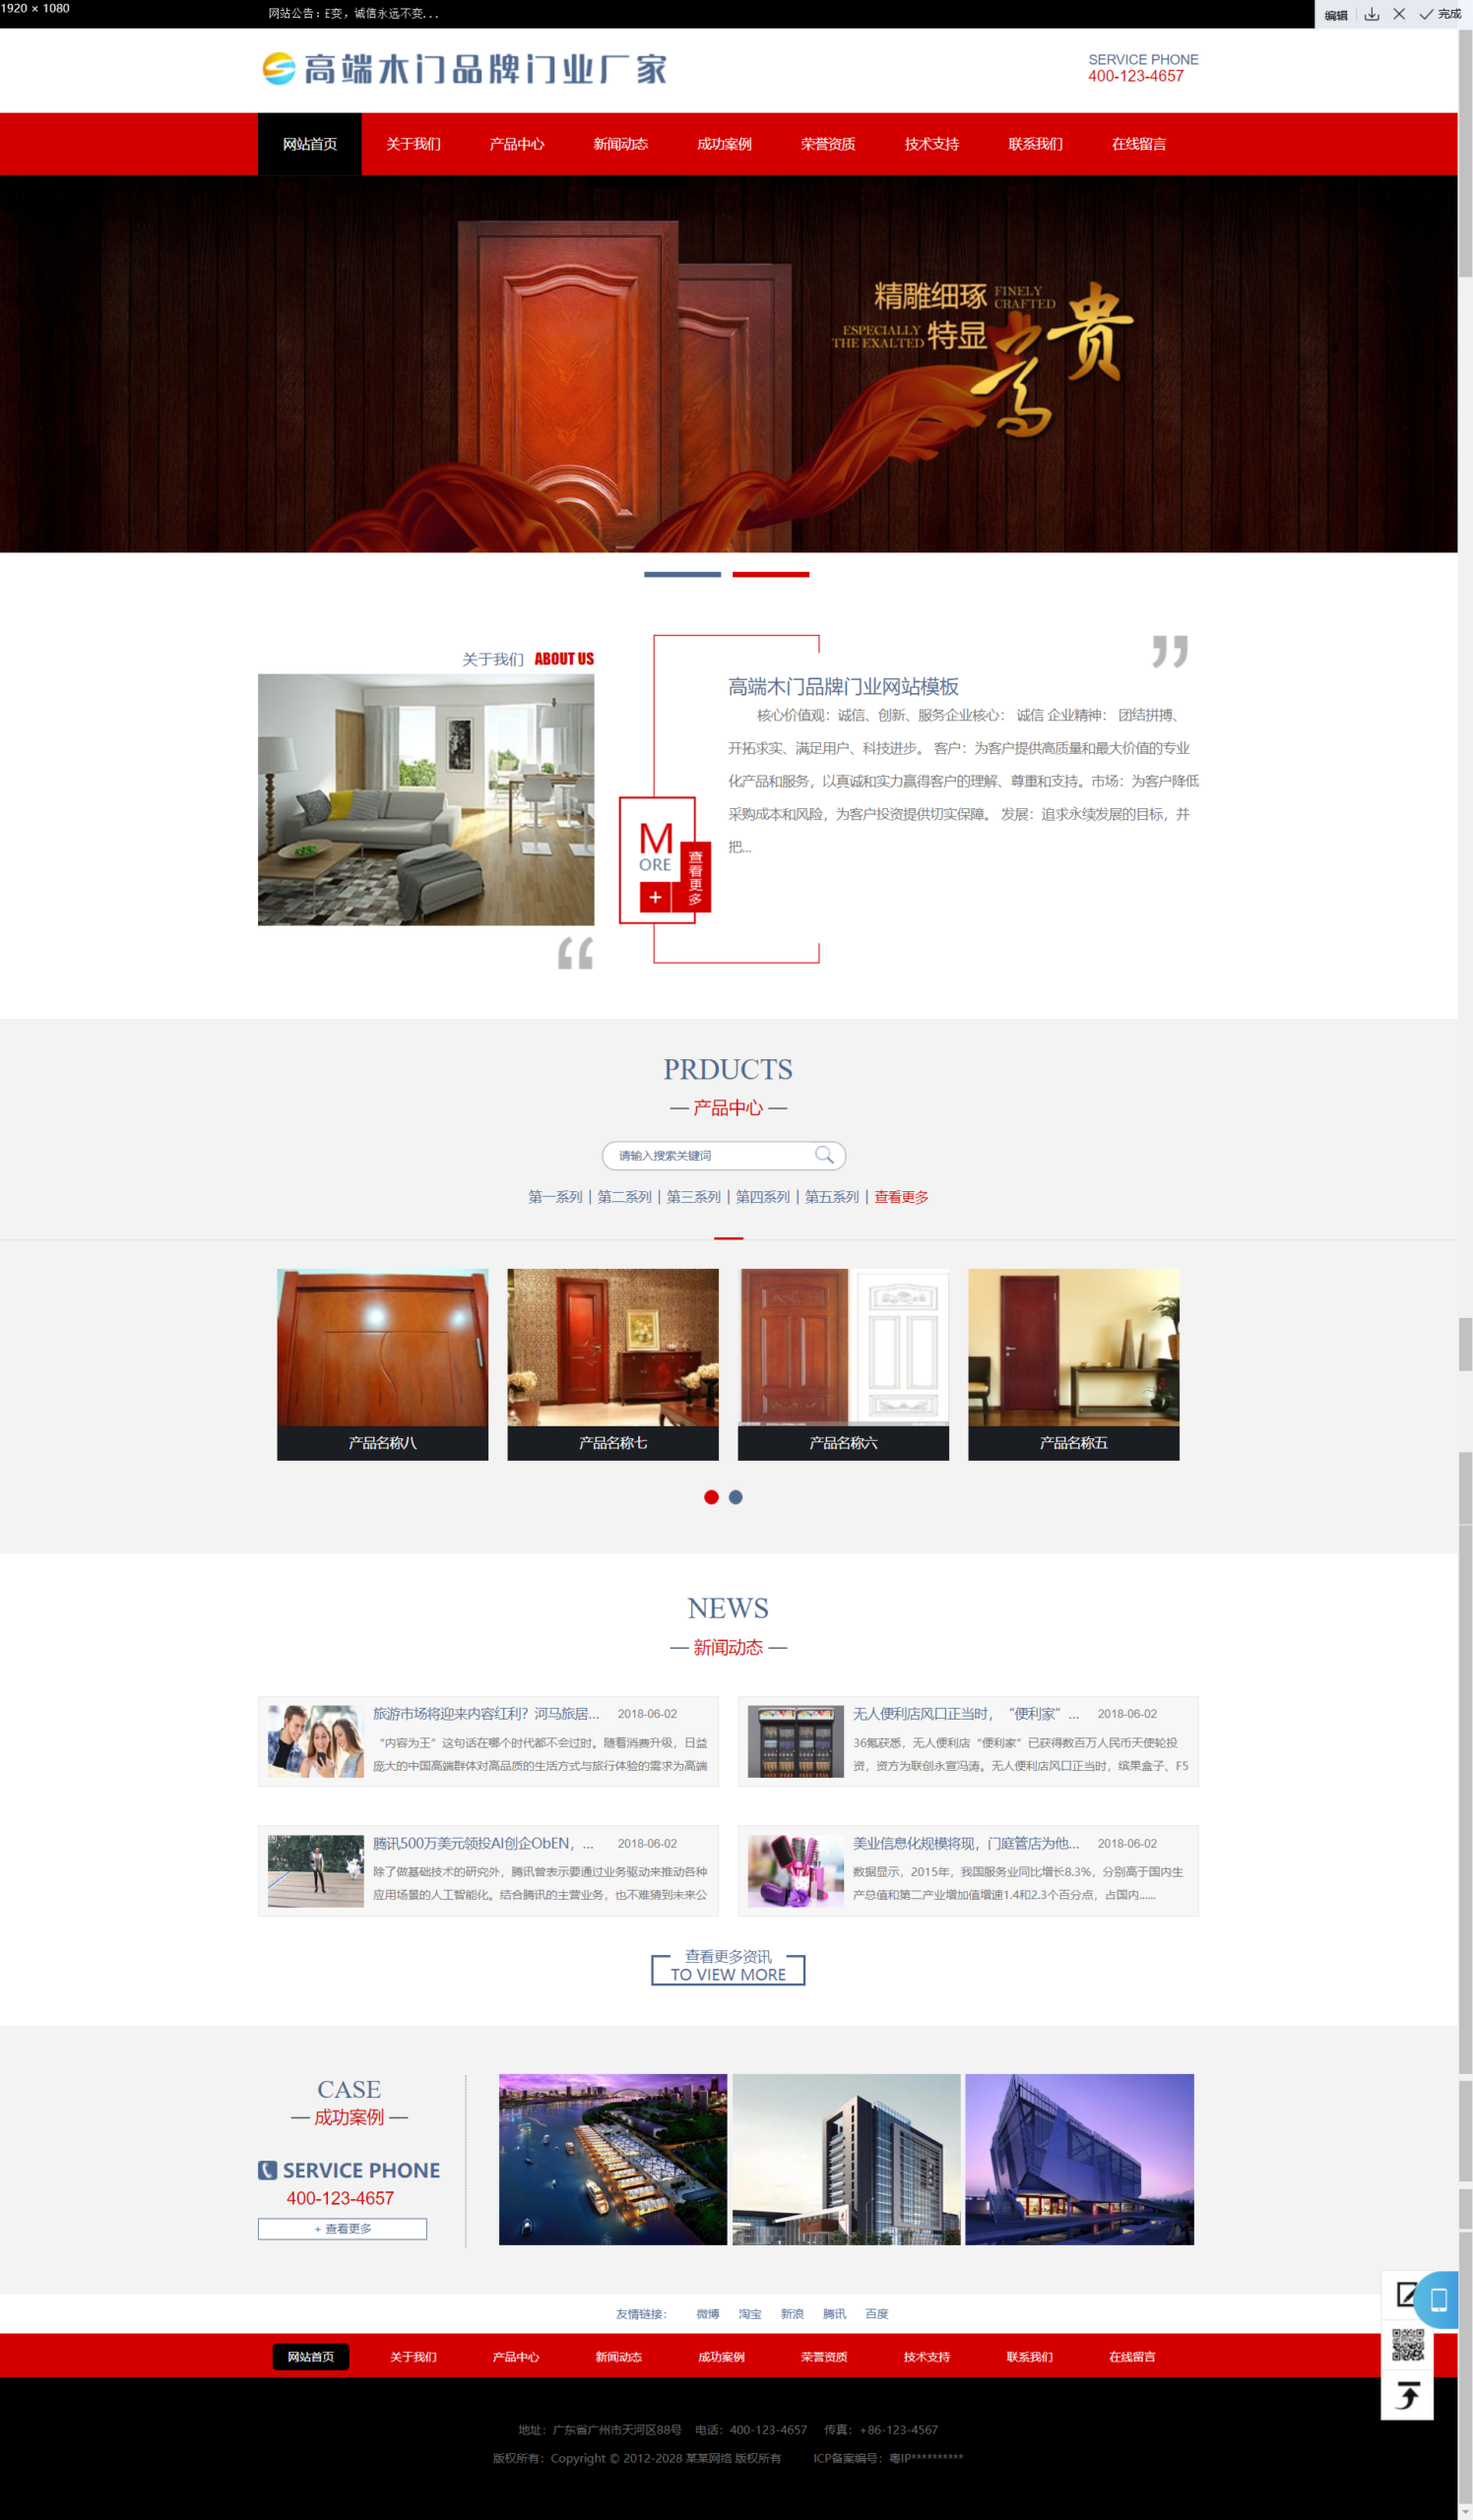 1920 × 1080
网站公告：E变，诚信永远不变...
编辑
完成
高端木门品牌门业厂家
SERVICE PHONE
400-123-4657
网站首页 关于我们 产品中心 新闻动态 成功案例 荣誉资质 技术支持 联系我们 在线留言
精雕细琢 FINELY CRAFTED
ESPECIALLY THE EXALTED 特显
高贵
关于我们 ABOUT US
高端木门品牌门业网站模板
核心价值观：诚信、创新、服务企业核心： 诚信 企业精神： 团结拼搏、
开拓求实、满足用户、科技进步。 客户：为客户提供高质量和最大价值的专业
化产品和服务，以真诚和实力赢得客户的理解、尊重和支持。市场：为客户降低
采购成本和风险，为客户投资提供切实保障。 发展：追求永续发展的目标，并
把...
M
ORE
+
查看更多
PRDUCTS
— 产品中心 —
请输入搜索关键词
第一系列 | 第二系列 | 第三系列 | 第四系列 | 第五系列 | 查看更多
产品名称八 产品名称七 产品名称六 产品名称五
NEWS
— 新闻动态 —
旅游市场将迎来内容红利？河马旅居... 2018-06-02
“内容为王”这句话在哪个时代都不会过时。随着消费升级，日益
庞大的中国高端群体对高品质的生活方式与旅行体验的需求为高端
无人便利店风口正当时，“便利家”... 2018-06-02
36氪获悉，无人便利店“便利家”已获得数百万人民币天使轮投
资，资方为联创永宣冯涛。无人便利店风口正当时，缤果盒子、F5
腾讯500万美元领投AI创企ObEN，... 2018-06-02
除了做基础技术的研究外，腾讯曾表示要通过业务驱动来推动各种
应用场景的人工智能化。结合腾讯的主营业务，也不难猜到未来公
美业信息化规模将现，门庭管店为他... 2018-06-02
数据显示，2015年，我国服务业同比增长8.3%，分别高于国内生
产总值和第二产业增加值增速1.4和2.3个百分点，占国内......
查看更多资讯
TO VIEW MORE
CASE
— 成功案例 —
SERVICE PHONE
400-123-4657
+ 查看更多
友情链接： 微博 淘宝 新浪 腾讯 百度
网站首页 关于我们 产品中心 新闻动态 成功案例 荣誉资质 技术支持 联系我们 在线留言
地址：广东省广州市天河区88号 电话：400-123-4657 传真：+86-123-4567
版权所有：Copyright © 2012-2028 某某网络 版权所有 ICP备案编号：粤IP**********